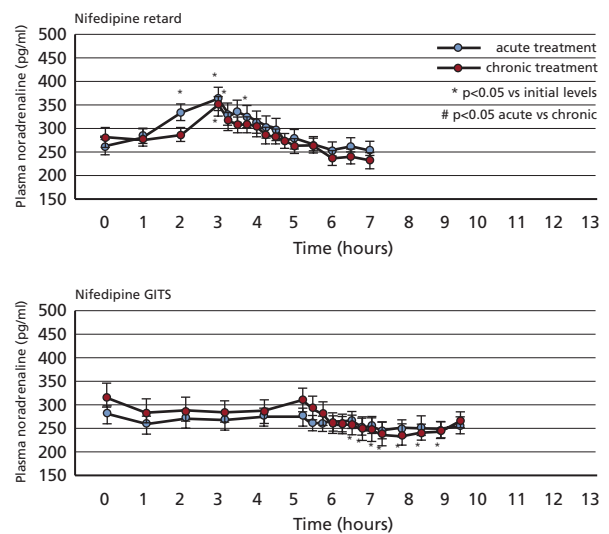 Nifedipine retard
Plasma noradrenaline (pg/ml)
500
450
400
350
300
250
200
150
acute treatment
chronic treatment
* p<0.05 vs initial levels
# p<0.05 acute vs chronic
* * * * * 
0 1 2 3 4 5 6 7 8 9 10 11 12 13
Time (hours)
Nifedipine GITS
Plasma noradrenaline (pg/ml)
500
450
400
350
300
250
200
150
* * * * * * *
0 1 2 3 4 5 6 7 8 9 10 11 12 13
Time (hours)